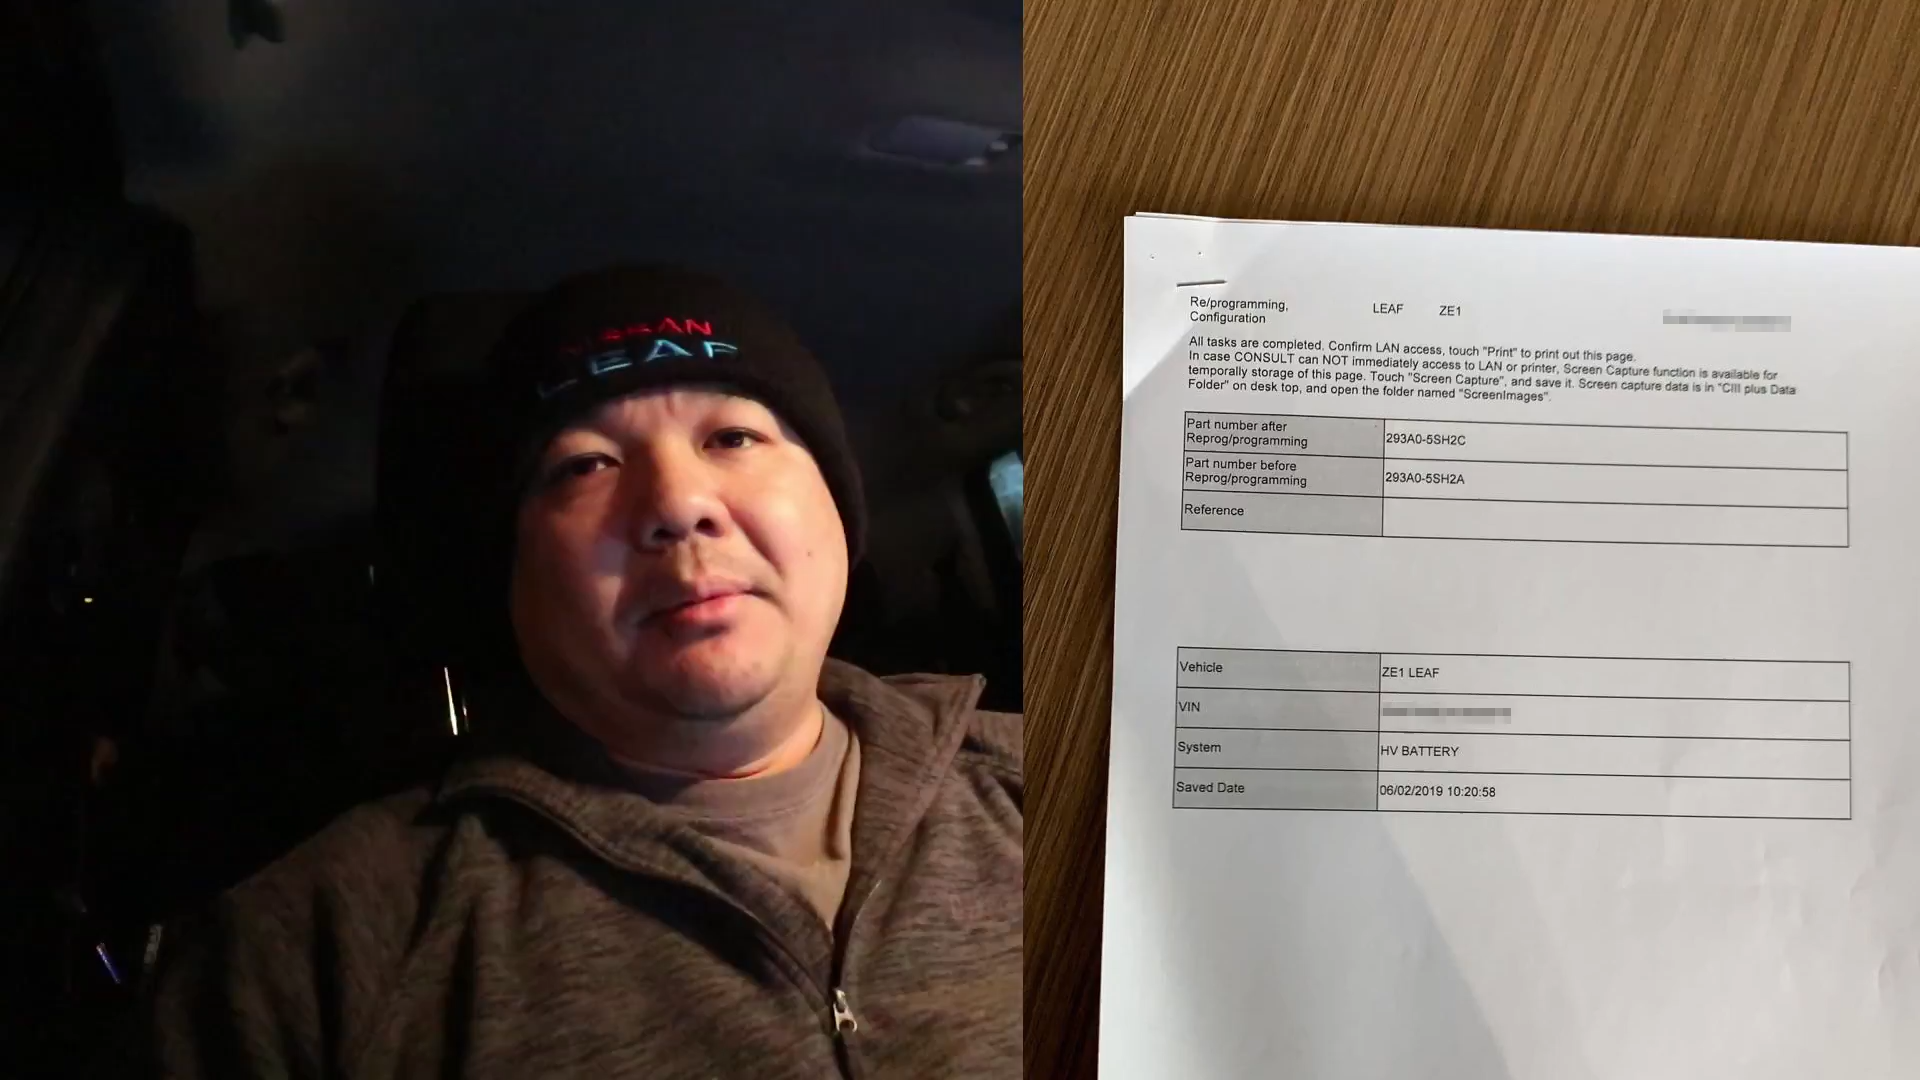 NISSAN
LEAF
Re/programming, LEAF ZE1
Configuration
All tasks are completed. Confirm LAN access, touch "Print" to print out this page.
In case CONSULT can NOT immediately access to LAN or printer, Screen Capture function is available for
temporally storage of this page. Touch "Screen Capture", and save it. Screen capture data is in "CIII plus Data
Folder" on desk top, and open the folder named "ScreenImages".
Part number after
Reprog/programming 293A0-5SH2C
Part number before
Reprog/programming 293A0-5SH2A
Reference
Vehicle ZE1 LEAF
VIN
System HV BATTERY
Saved Date 06/02/2019 10:20:58